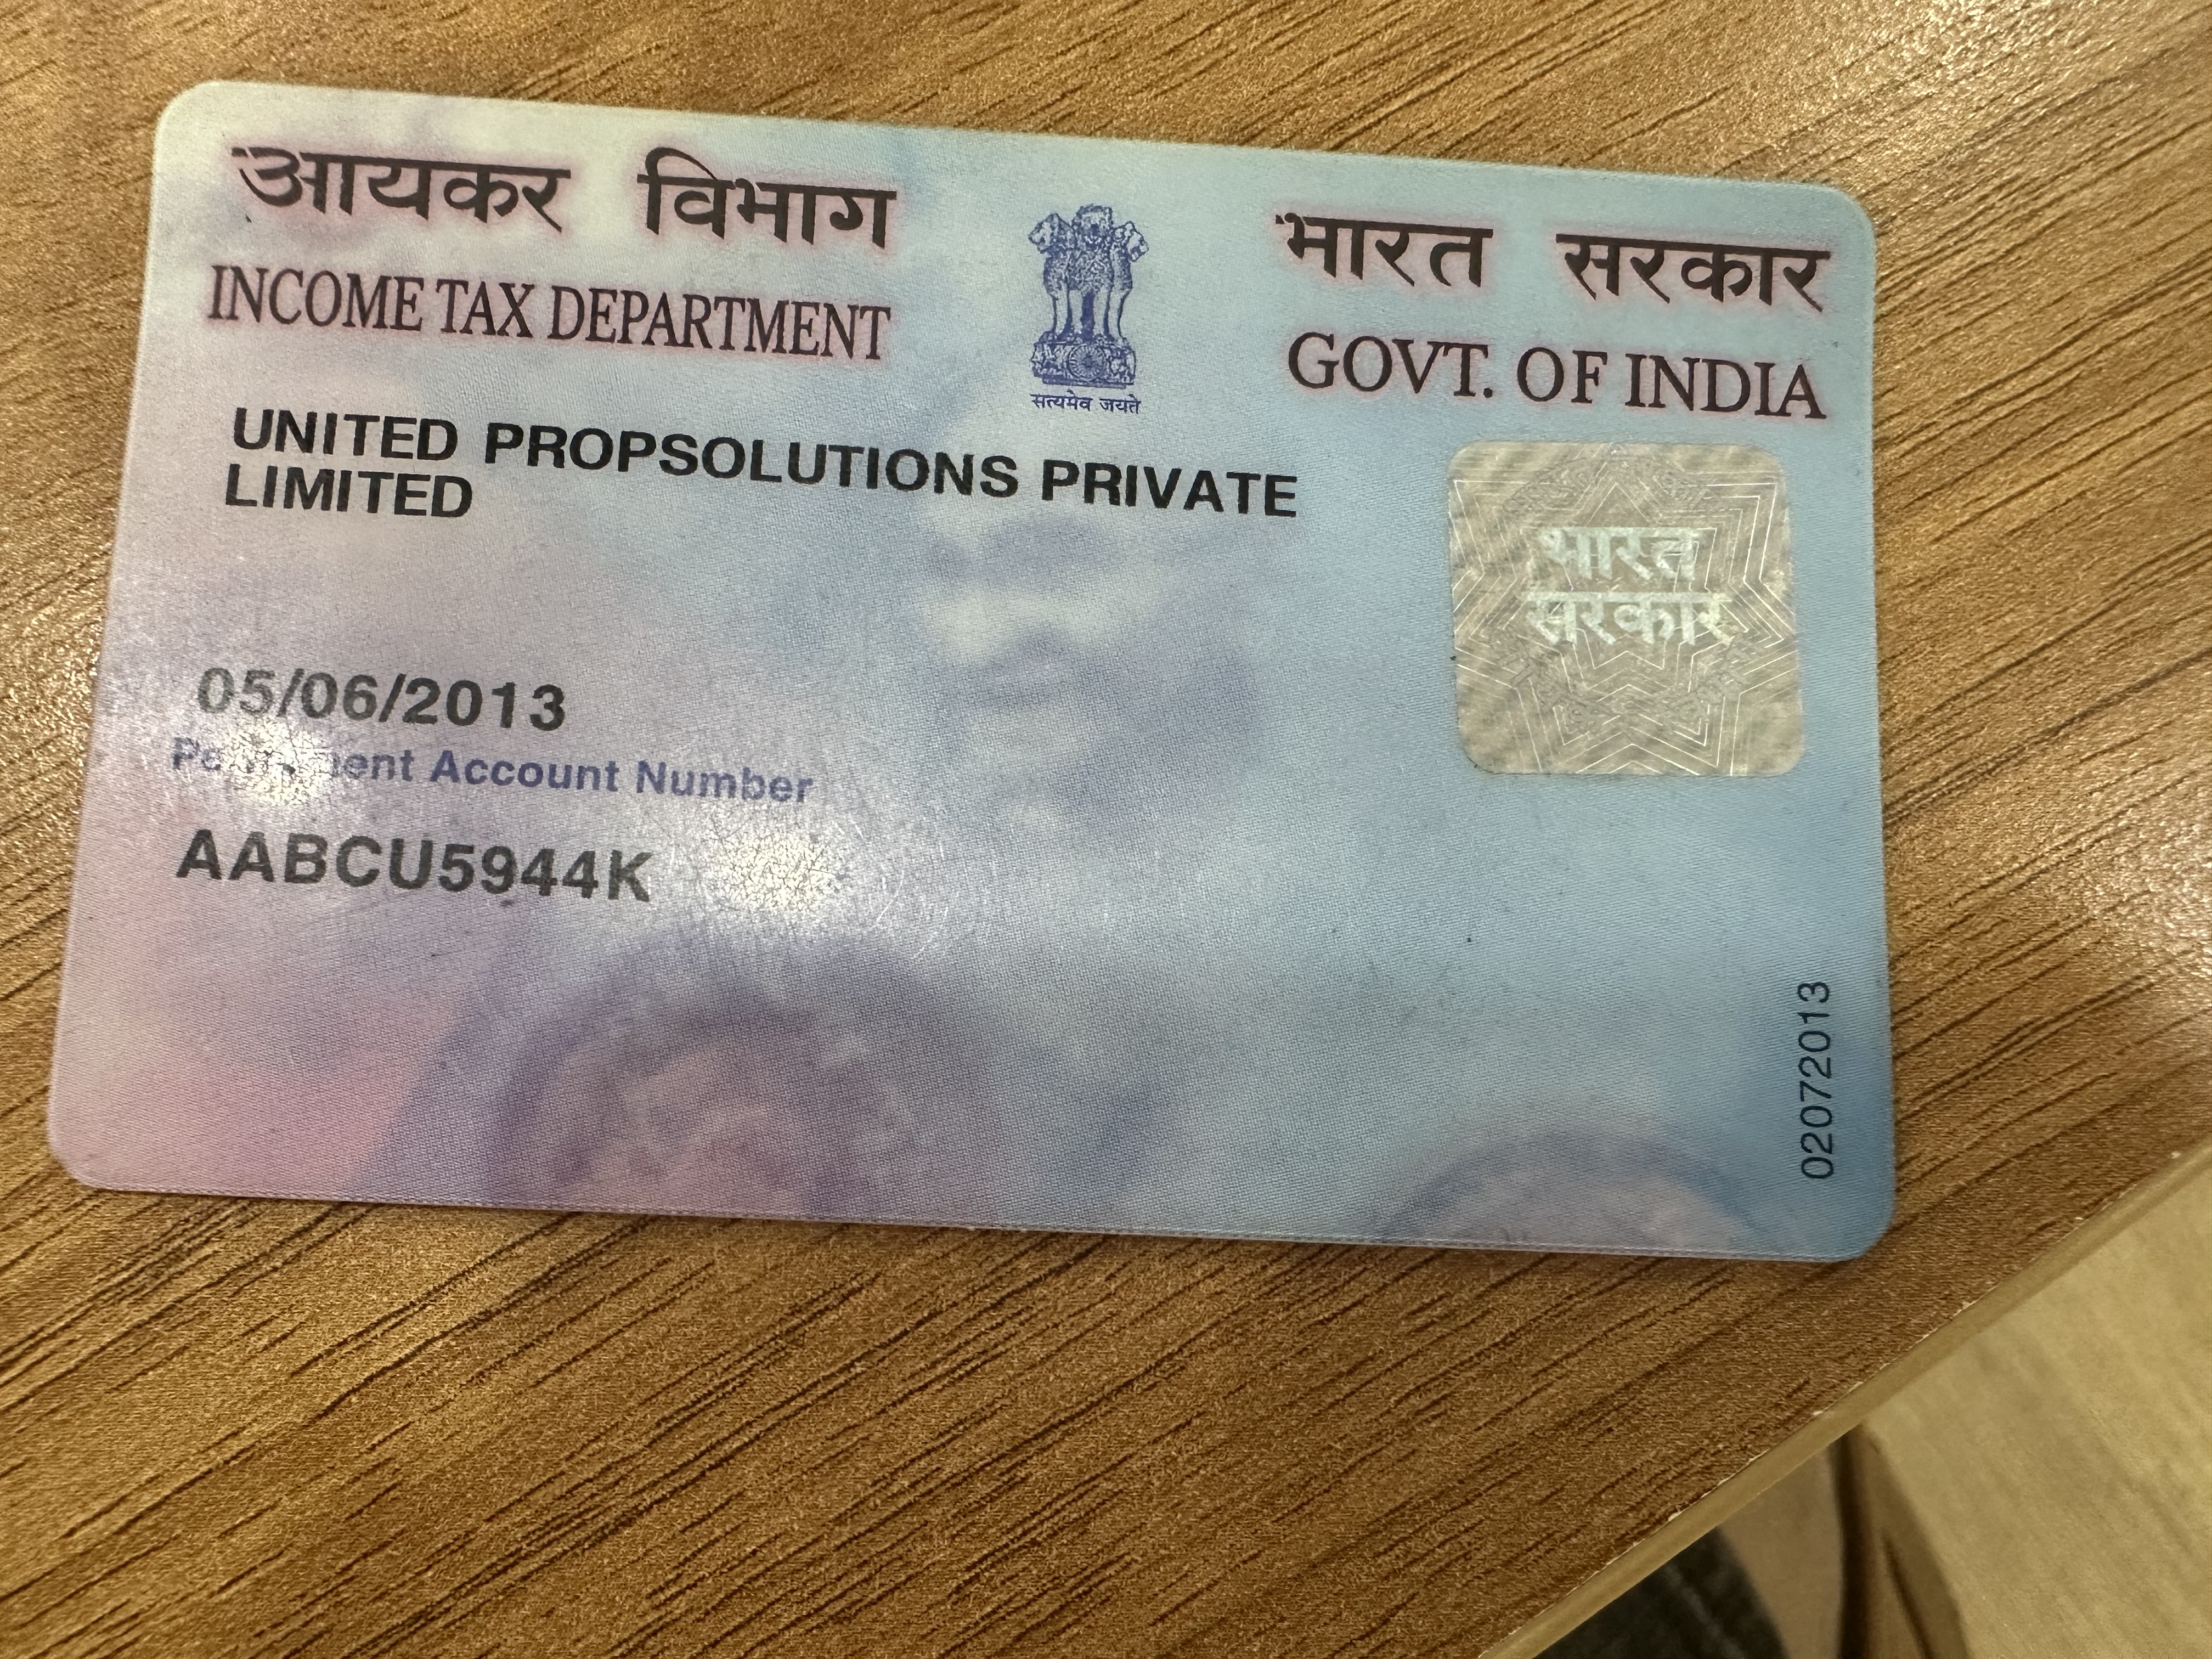 आयकर विभाग
INCOME TAX DEPARTMENT
सत्यमेव जयते
भारत सरकार
GOVT. OF INDIA
UNITED PROPSOLUTIONS PRIVATE
LIMITED
भारत
सरकार
05/06/2013
Permanent Account Number
AABCU5944K
02072013